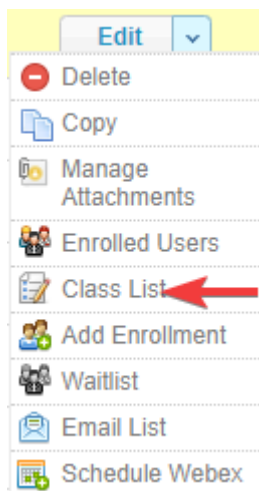 Edit
Delete
Copy
Manage
Attachments
Enrolled Users
Class List
Add Enrollment
Waitlist
Email List
Schedule Webex